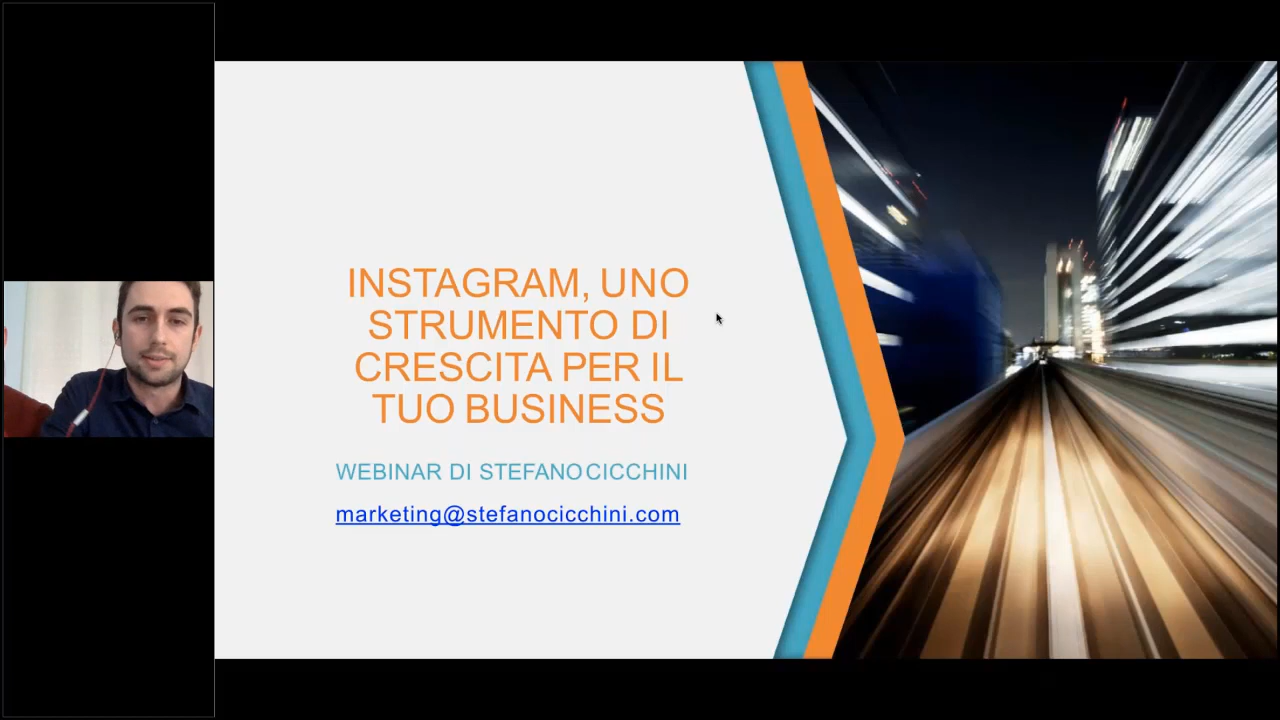 INSTAGRAM, UNO
STRUMENTO DI
CRESCITA PER IL
TUO BUSINESS
WEBINAR DI STEFANO CICCHINI
marketing@stefanocicchini.com